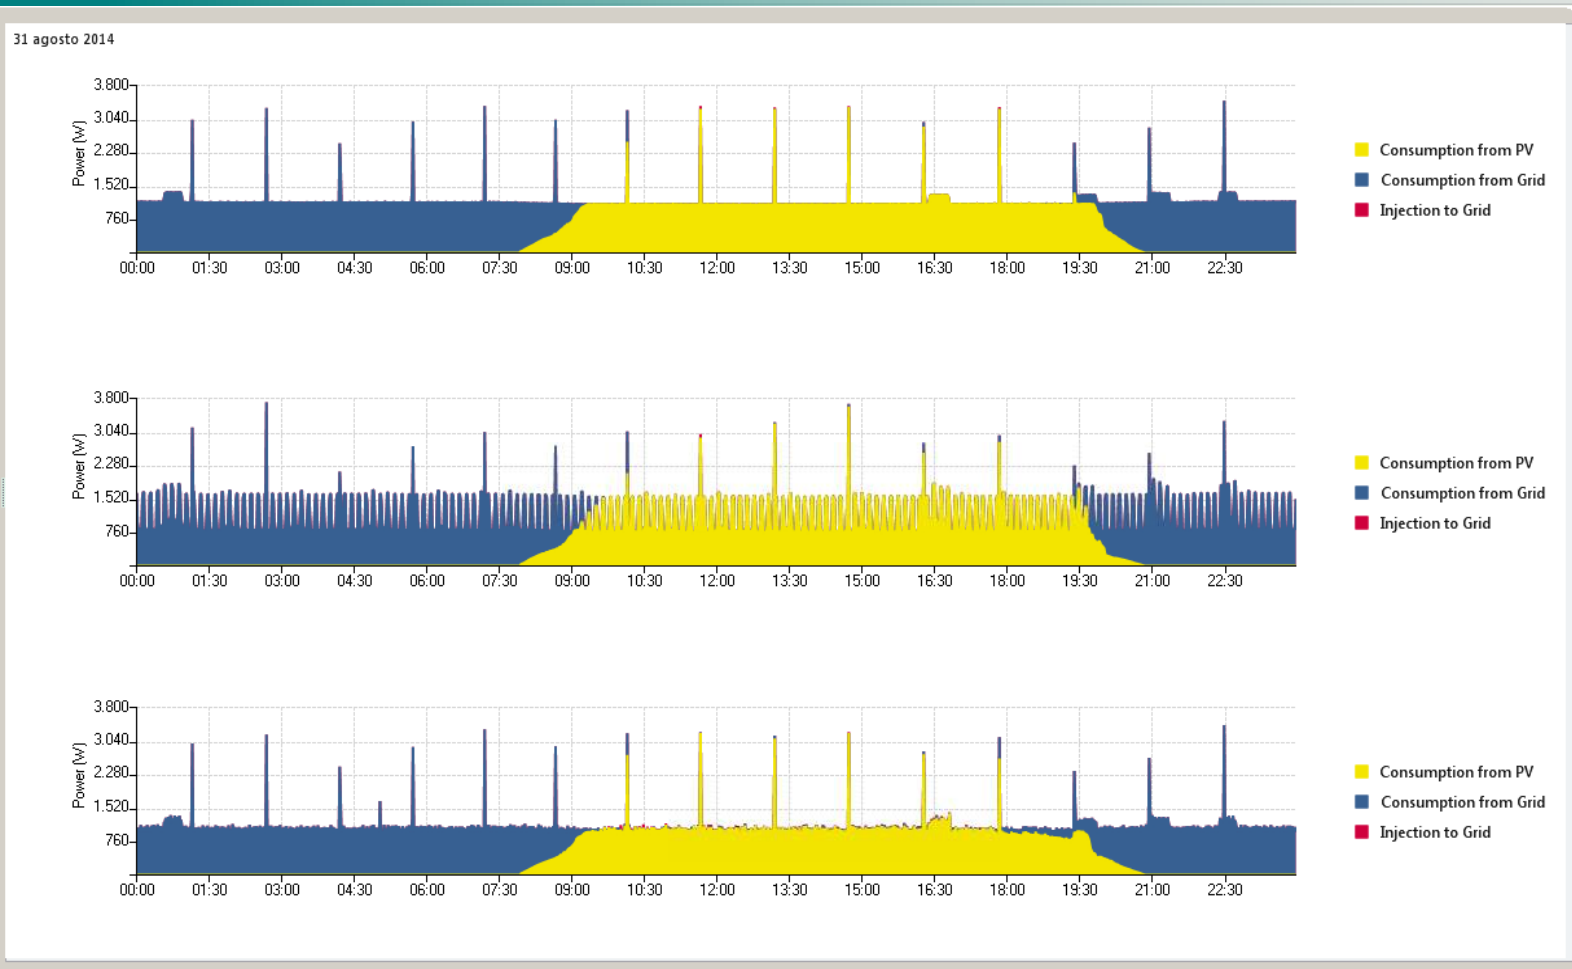 31 agosto 2014
3.800
3.040
2.280
1.520
760
Power (W)
00:00 01:30 03:00 04:30 06:00 07:30 09:00 10:30 12:00 13:30 15:00 16:30 18:00 19:30 21:00 22:30
Consumption from PV
Consumption from Grid
Injection to Grid
3.800
3.040
2.280
1.520
760
Power (W)
00:00 01:30 03:00 04:30 06:00 07:30 09:00 10:30 12:00 13:30 15:00 16:30 18:00 19:30 21:00 22:30
Consumption from PV
Consumption from Grid
Injection to Grid
3.800
3.040
2.280
1.520
760
Power (W)
00:00 01:30 03:00 04:30 06:00 07:30 09:00 10:30 12:00 13:30 15:00 16:30 18:00 19:30 21:00 22:30
Consumption from PV
Consumption from Grid
Injection to Grid